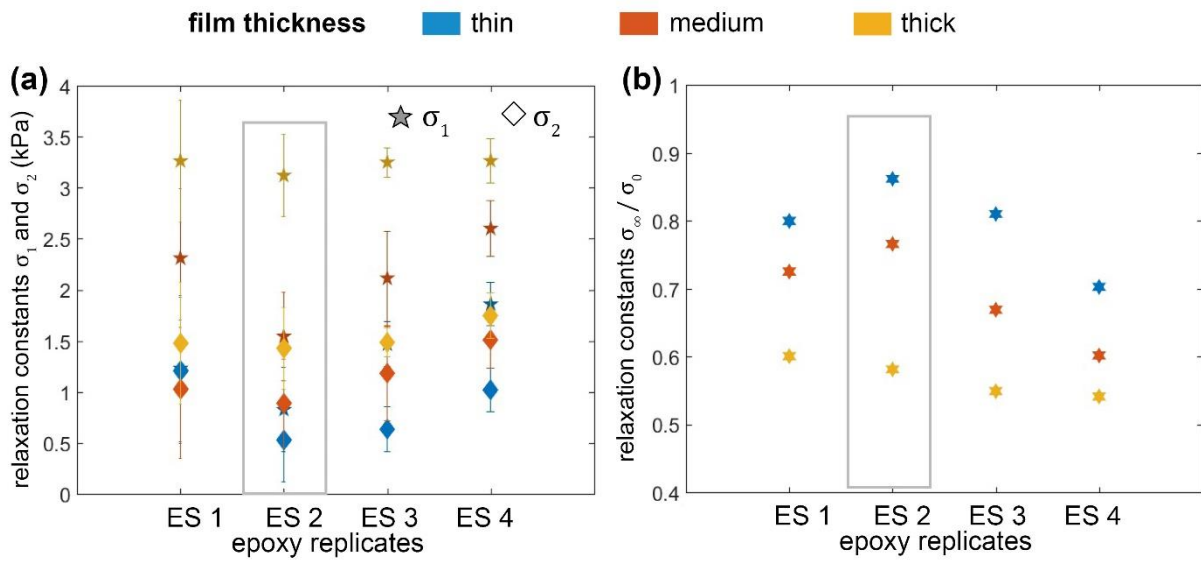 film thickness thin medium thick
(a)
relaxation constants σ₁ and σ₂ (kPa)
4
3.5
3
2.5
2
1.5
1
0.5
0
σ₁ σ₂
ES 1 ES 2 ES 3 ES 4
epoxy replicates
(b)
relaxation constants σ∞ / σ₀
1
0.9
0.8
0.7
0.6
0.5
0.4
ES 1 ES 2 ES 3 ES 4
epoxy replicates